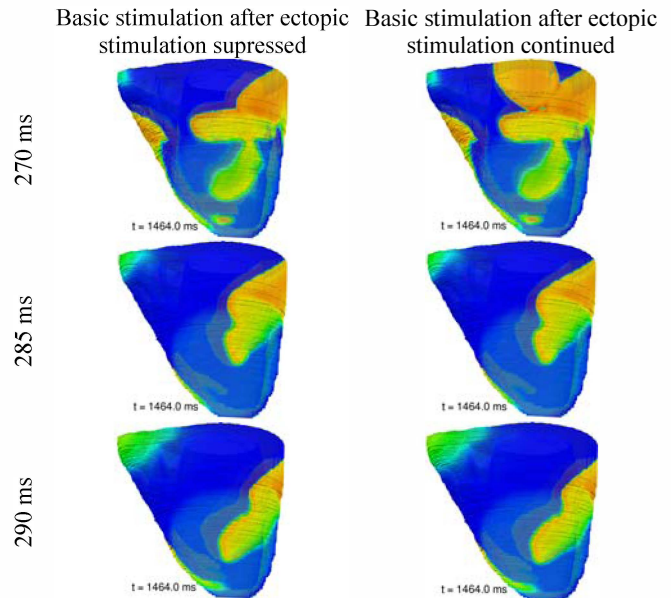 Basic stimulation after ectopic
stimulation supressed
Basic stimulation after ectopic
stimulation continued
270 ms
t = 1464.0 ms
t = 1464.0 ms
285 ms
t = 1464.0 ms
t = 1464.0 ms
290 ms
t = 1464.0 ms
t = 1464.0 ms